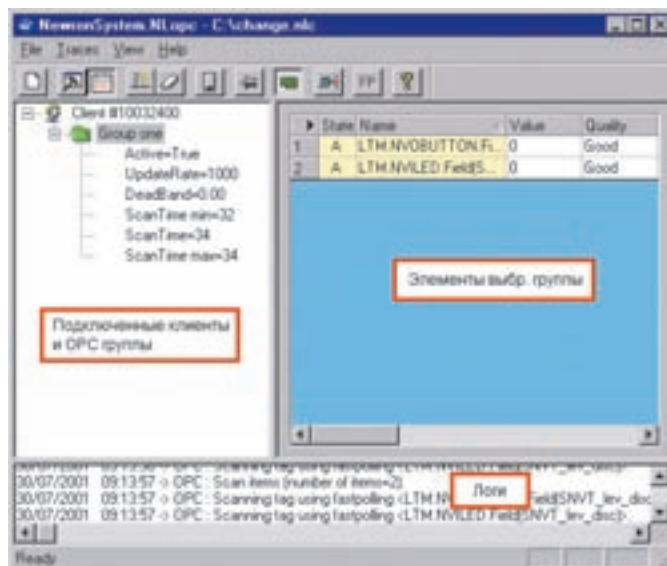 NewronSystem.NLopc - C:\change.nlc
File Traces View Help
FP
Client #10032400
Group one
Active=True
UpdateRate=1000
DeadBand=0.00
ScanTime min=32
ScanTime=34
ScanTime max=34
State Name Value Quality
1 A LTM.NVOBUTTON.Fi... 0 Good
2 A LTM.NVILED.Field(S... 0 Good
Элементы выбр. группы
Подключенные клиенты
и OPC группы
30/07/2001 09:13:56 -> OPC : Scanning tag using fastpolling
30/07/2001 09:13:57 -> OPC : Scan items (number of items=2)
Логи
30/07/2001 09:13:57 -> OPC : Scanning tag using fastpolling <LTM.NVILED.Field(SNVT_lev_disc)>
Ready